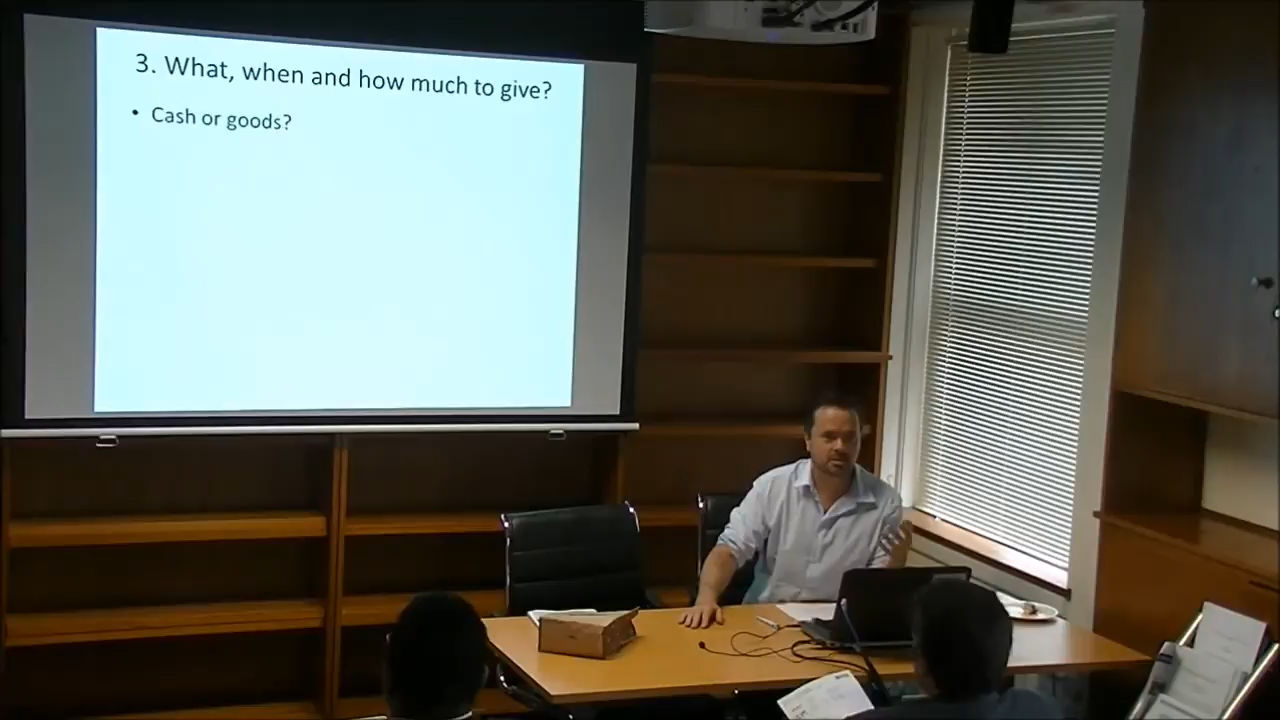 3. What, when and how much to give?
• Cash or goods?